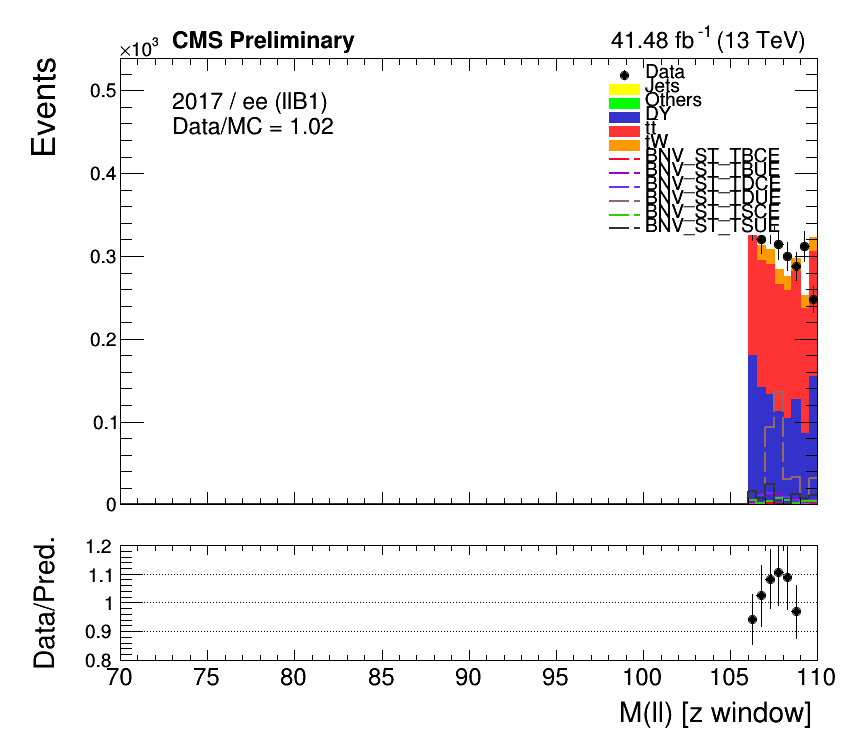 ×10³ CMS Preliminary 41.48 fb⁻¹ (13 TeV)
Events
2017 / ee (llB1)
Data/MC = 1.02
Data
Jets
Others
DY
tt
tW
BNV_ST_TBCE
BNV_ST_TBUE
BNV_ST_TDCE
BNV_ST_TDUE
BNV_ST_TSCE
BNV_ST_TSUE
0.5
0.4
0.3
0.2
0.1
0
Data/Pred.
1.2
1.1
1
0.9
0.8
70 75 80 85 90 95 100 105 110
M(ll) [z window]